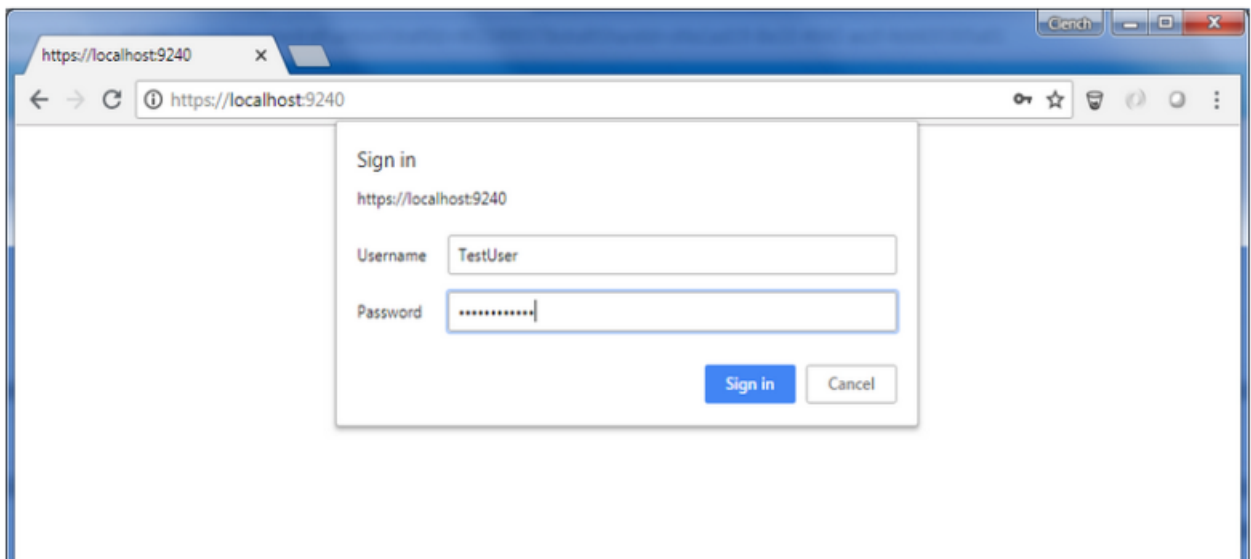 Clench
https://localhost:9240
https://localhost:9240
Sign in
https://localhost:9240
Username TestUser
Password ••••••••••••
Sign in Cancel